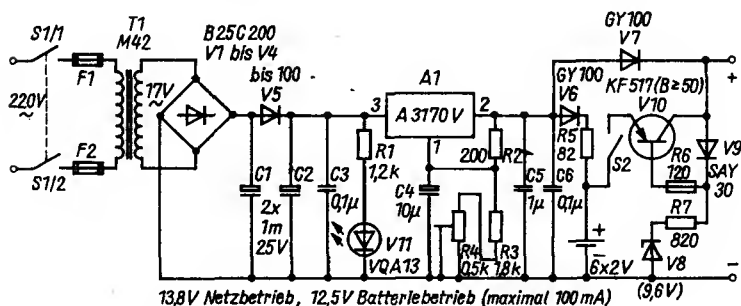 S1/1
T1
M42
F1
220V
~
F2
S1/2
17V
~
B25C200
V1 bis V4
bis 100
V5
C1
2x
1m
25V
C2
C3
0,1µ
R1
1,2k
V11
VQA13
A1
A 3170 V
3
2
1
C4
10µ
200
R2
R4
0,5k
R3
1,8k
C5
1µ
C6
0,1µ
GY100
V6
R5
82
GY100
V7
KF517(B≥50)
V10
S2
R6
120
V9
SAY
30
R7
820
V8
(9,6V)
+
6x2V
+
−
13,8V Netzbetrieb, 12,5V Batteriebetrieb (maximal 100mA)